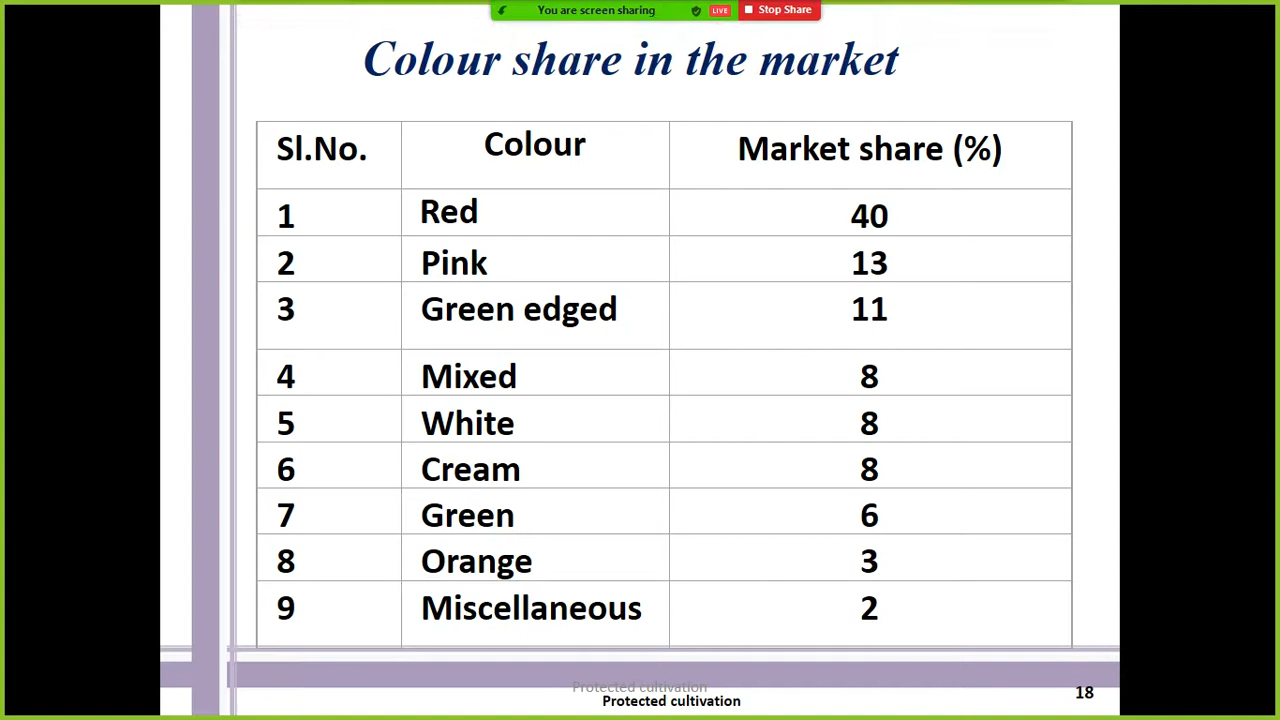 You are screen sharing LIVE Stop Share
Colour share in the market
Sl.No. Colour Market share (%)
1 Red 40
2 Pink 13
3 Green edged 11
4 Mixed 8
5 White 8
6 Cream 8
7 Green 6
8 Orange 3
9 Miscellaneous 2
Protected cultivation
Protected cultivation 18